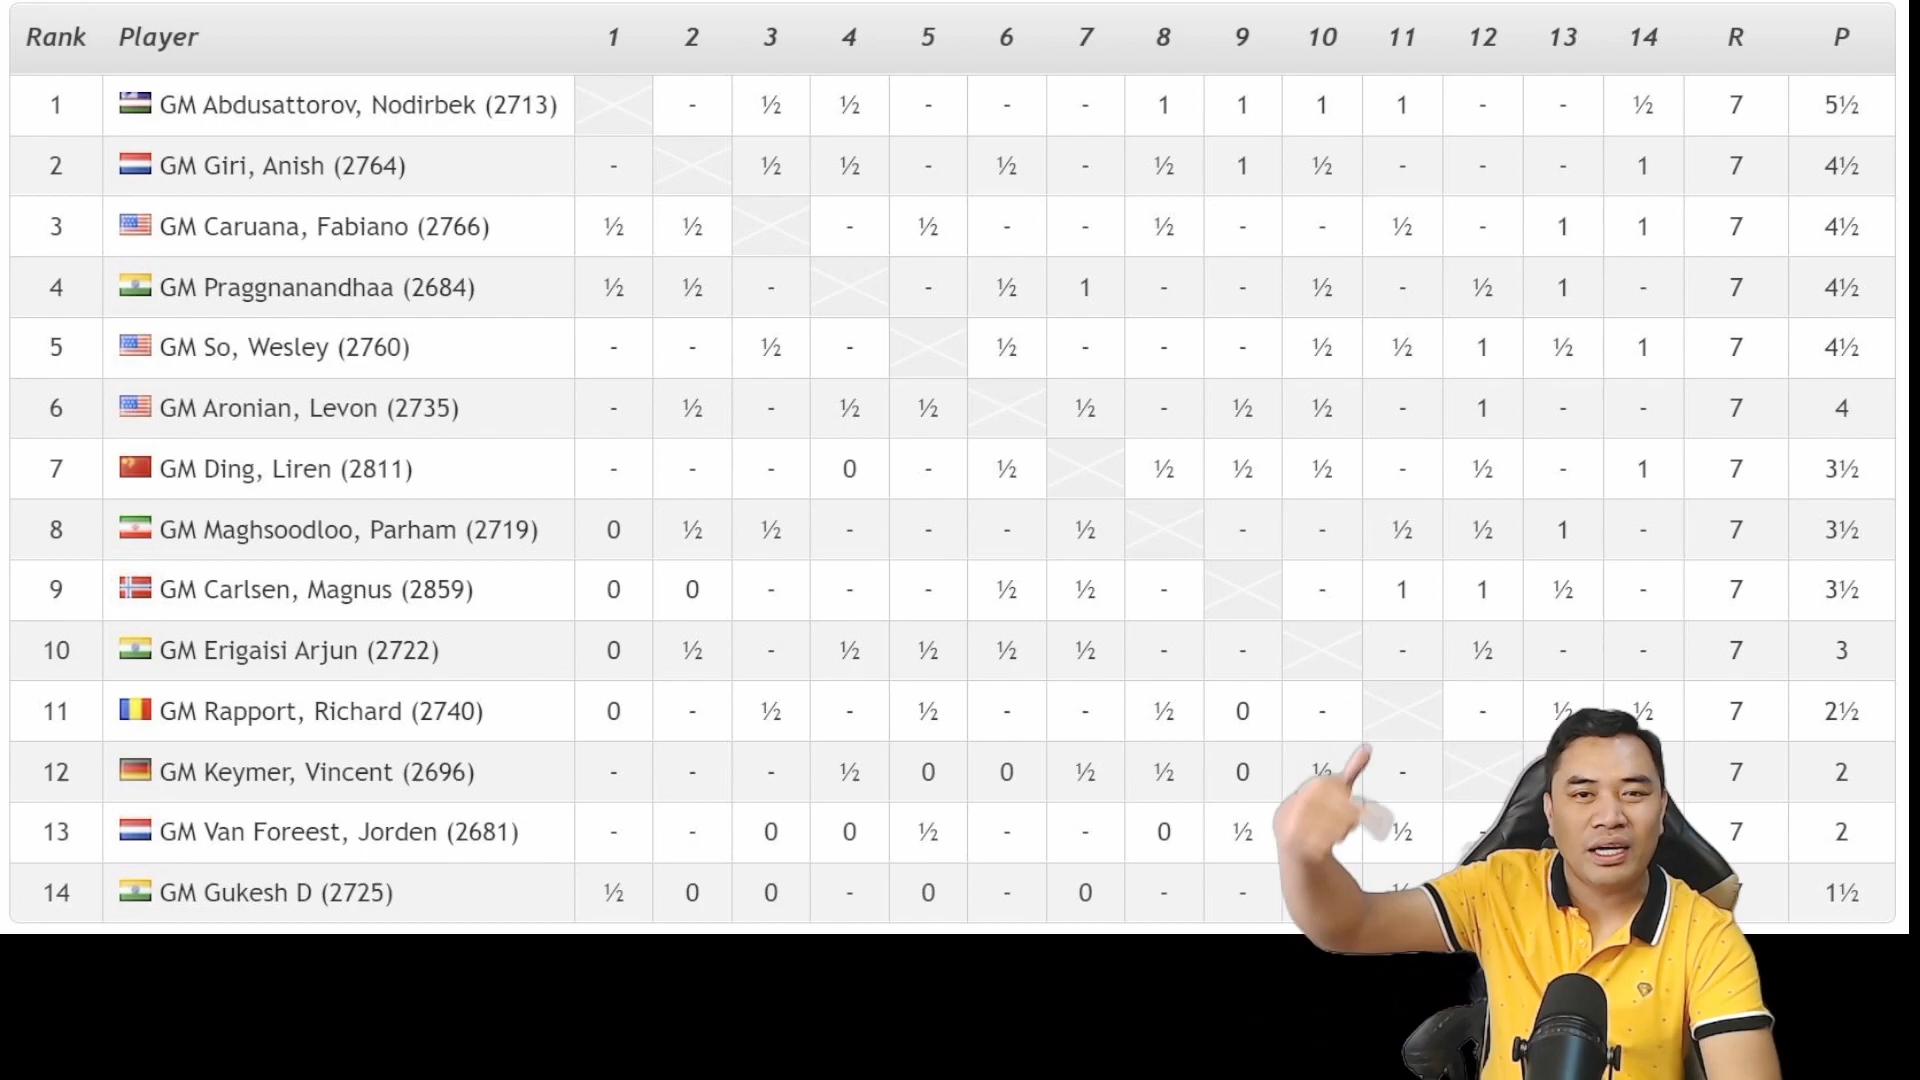 Rank Player 1 2 3 4 5 6 7 8 9 10 11 12 13 14 R P
1 GM Abdusattorov, Nodirbek (2713) - ½ ½ - - - 1 1 1 1 - - ½ 7 5½
2 GM Giri, Anish (2764) - ½ ½ - ½ - ½ 1 ½ - - - 1 7 4½
3 GM Caruana, Fabiano (2766) ½ ½ - ½ - - ½ - - ½ - 1 1 7 4½
4 GM Praggnanandhaa (2684) ½ ½ - - ½ 1 - - ½ - ½ 1 - 7 4½
5 GM So, Wesley (2760) - - ½ - ½ - - - ½ ½ 1 ½ 1 7 4½
6 GM Aronian, Levon (2735) - ½ - ½ ½ ½ - ½ ½ - 1 - - 7 4
7 GM Ding, Liren (2811) - - - 0 - ½ ½ ½ ½ - ½ - 1 7 3½
8 GM Maghsoodloo, Parham (2719) 0 ½ ½ - - - ½ - - ½ ½ 1 - 7 3½
9 GM Carlsen, Magnus (2859) 0 0 - - - ½ ½ - - 1 1 ½ - 7 3½
10 GM Erigaisi Arjun (2722) 0 ½ - ½ ½ ½ ½ - - - ½ - - 7 3
11 GM Rapport, Richard (2740) 0 - ½ - ½ - - ½ 0 - - ½ ½ 7 2½
12 GM Keymer, Vincent (2696) - - - ½ 0 0 ½ ½ 0 ½ - 7 2
13 GM Van Foreest, Jorden (2681) - - 0 0 ½ - - 0 ½ ½ - 7 2
14 GM Gukesh D (2725) ½ 0 0 - 0 - 0 - - 1½